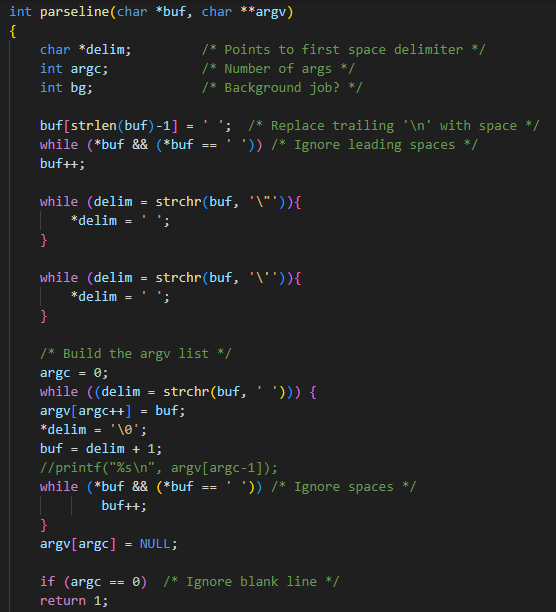 int parseline(char *buf, char **argv)
{
    char *delim;         /* Points to first space delimiter */
    int argc;            /* Number of args */
    int bg;              /* Background job? */

    buf[strlen(buf)-1] = ' ';  /* Replace trailing '\n' with space */
    while (*buf && (*buf == ' ')) /* Ignore leading spaces */
    buf++;

    while (delim = strchr(buf, '\"')){
        *delim = ' ';
    }

    while (delim = strchr(buf, '\'')){
        *delim = ' ';
    }

    /* Build the argv list */
    argc = 0;
    while ((delim = strchr(buf, ' '))) {
    argv[argc++] = buf;
    *delim = '\0';
    buf = delim + 1;
    //printf("%s\n", argv[argc-1]);
    while (*buf && (*buf == ' ')) /* Ignore spaces */
            buf++;
    }
    argv[argc] = NULL;

    if (argc == 0)  /* Ignore blank line */
    return 1;